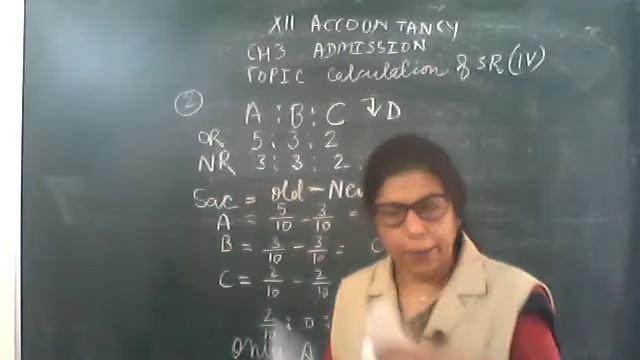 XII ACCOUNTANCY
CH3 ADMISSION
TOPIC Calculation of SR (IV)
② A : B : C ↓ D
OR 5 : 3 : 2
NR 3 : 3 : 2 :
Sac = old - New
A = 5/10 - 3/10 =
B = 3/10 - 3/10 =
C = 2/10 - 2/10
2/10 : 0 :
Only A